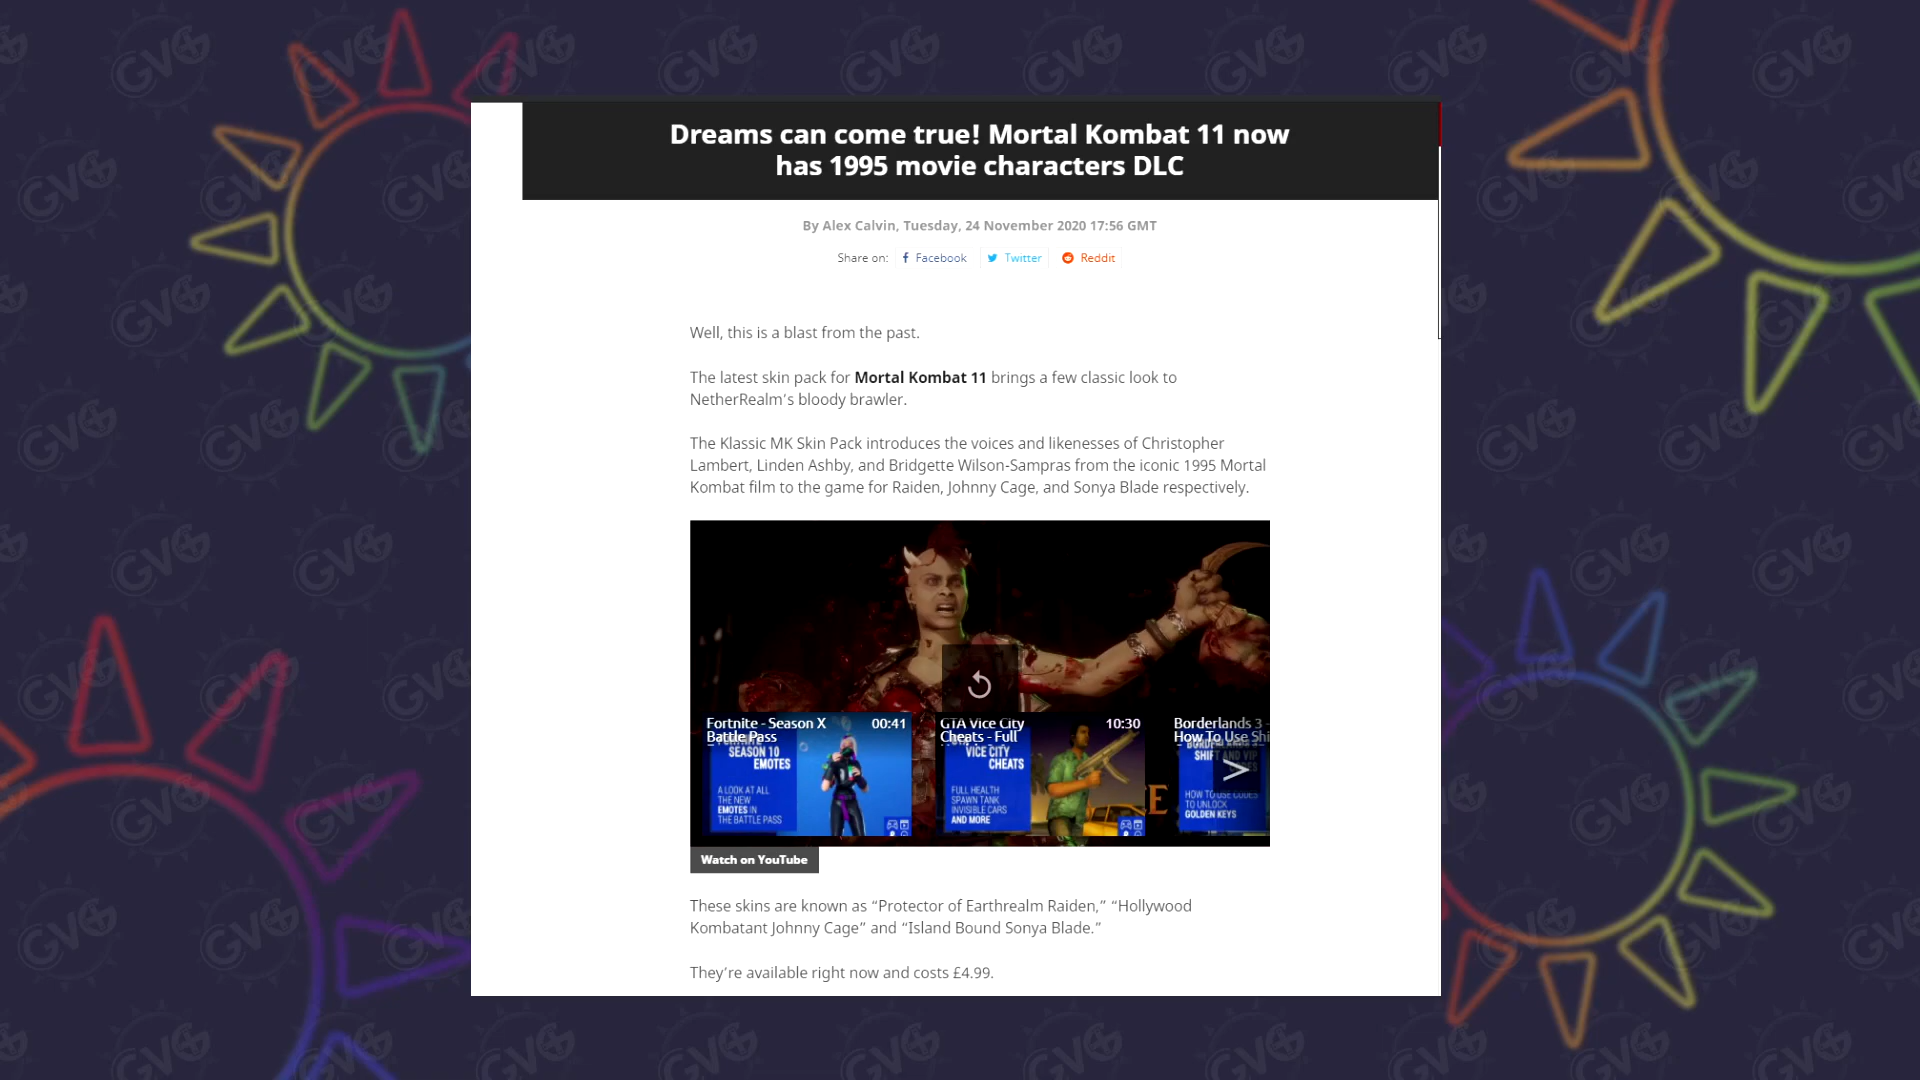 Dreams can come true! Mortal Kombat 11 now
has 1995 movie characters DLC
By Alex Calvin, Tuesday, 24 November 2020 17:56 GMT
Share on: Facebook Twitter Reddit
Well, this is a blast from the past.
The latest skin pack for Mortal Kombat 11 brings a few classic look to
NetherRealm's bloody brawler.
The Klassic MK Skin Pack introduces the voices and likenesses of Christopher
Lambert, Linden Ashby, and Bridgette Wilson-Sampras from the iconic 1995 Mortal
Kombat film to the game for Raiden, Johnny Cage, and Sonya Blade respectively.
Fortnite - Season X 00:41
Battle Pass
SEASON 10
EMOTES
A LOOK AT ALL
THE NEW
EMOTES IN
THE BATTLE PASS
GTA Vice City 10:30
Cheats - Full
VICE CITY
CHEATS
FULL HEALTH
SPAWN TANK
INVISIBLE CARS
AND MORE
Borderlands 3 -
How To Use Shi
SHIFT AND VIP
HOW TO USE CODES
TO UNLOCK
GOLDEN KEYS
Watch on YouTube
These skins are known as “Protector of Earthrealm Raiden,” “Hollywood
Kombatant Johnny Cage” and “Island Bound Sonya Blade.”
They’re available right now and costs £4.99.